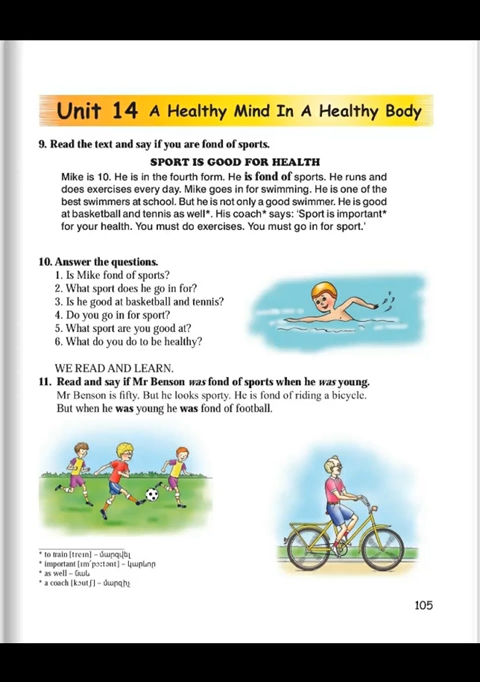 Unit 14 A Healthy Mind In A Healthy Body
9. Read the text and say if you are fond of sports.
SPORT IS GOOD FOR HEALTH
Mike is 10. He is in the fourth form. He is fond of sports. He runs and
does exercises every day. Mike goes in for swimming. He is one of the
best swimmers at school. But he is not only a good swimmer. He is good
at basketball and tennis as well*. His coach* says: ‘Sport is important*
for your health. You must do exercises. You must go in for sport.’
10. Answer the questions.
1. Is Mike fond of sports?
2. What sport does he go in for?
3. Is he good at basketball and tennis?
4. Do you go in for sport?
5. What sport are you good at?
6. What do you do to be healthy?
WE READ AND LEARN.
11. Read and say if Mr Benson was fond of sports when he was young.
Mr Benson is fifty. But he looks sporty. He is fond of riding a bicycle.
But when he was young he was fond of football.
* to train [treɪn] – մարզվել
* important [ɪm'pɔ:tənt] – կարևոր
* as well – նաև
* a coach [kəutʃ] – մարզիչ
105